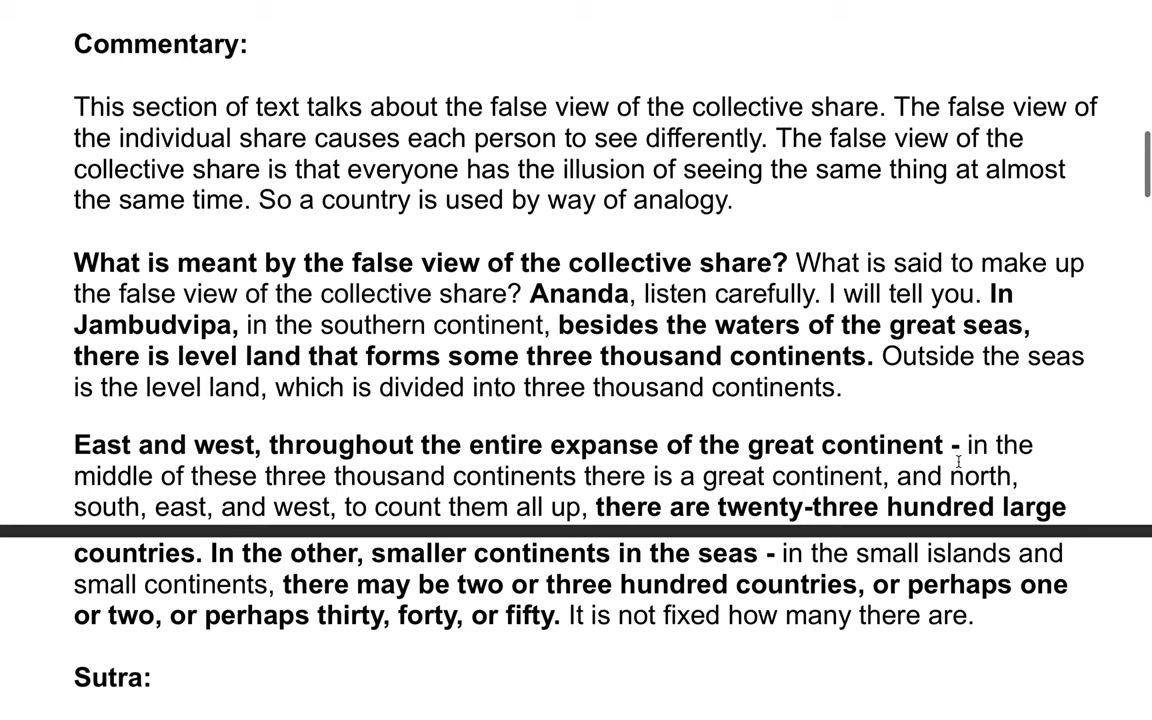 Commentary:
This section of text talks about the false view of the collective share. The false view of
the individual share causes each person to see differently. The false view of the
collective share is that everyone has the illusion of seeing the same thing at almost
the same time. So a country is used by way of analogy.
What is meant by the false view of the collective share? What is said to make up
the false view of the collective share? Ananda, listen carefully. I will tell you. In
Jambudvipa, in the southern continent, besides the waters of the great seas,
there is level land that forms some three thousand continents. Outside the seas
is the level land, which is divided into three thousand continents.
East and west, throughout the entire expanse of the great continent - in the
middle of these three thousand continents there is a great continent, and north,
south, east, and west, to count them all up, there are twenty-three hundred large
countries. In the other, smaller continents in the seas - in the small islands and
small continents, there may be two or three hundred countries, or perhaps one
or two, or perhaps thirty, forty, or fifty. It is not fixed how many there are.
Sutra: